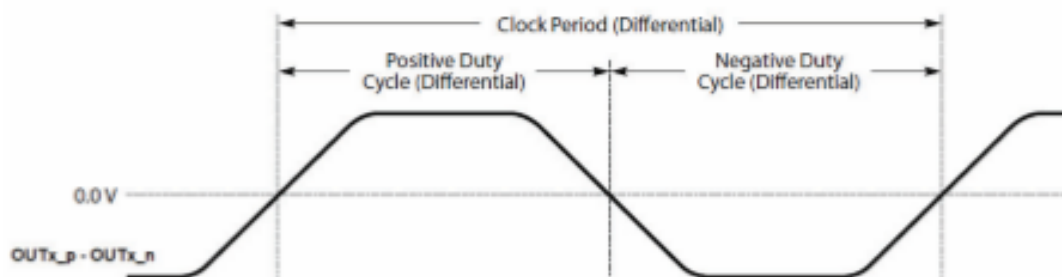 Clock Period (Differential)
Positive Duty
Cycle (Differential)
Negative Duty
Cycle (Differential)
0.0 V
OUTx_p - OUTx_n